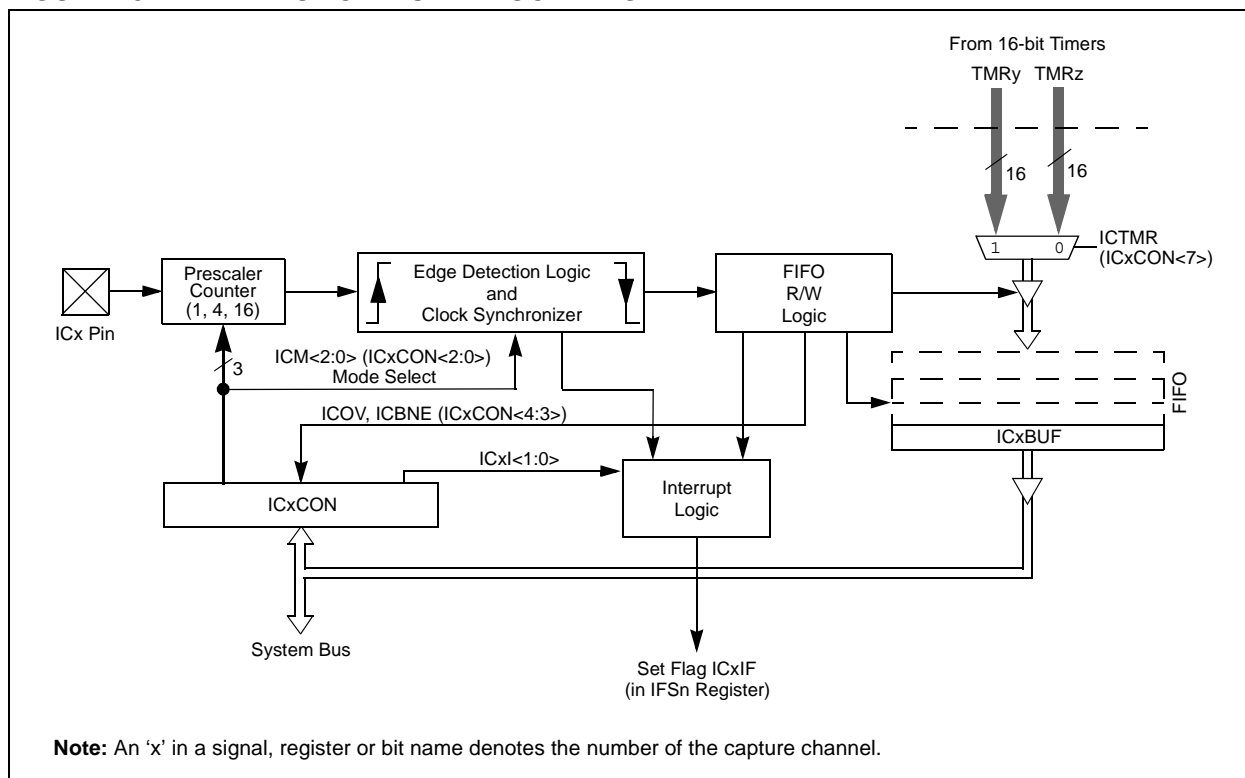 From 16-bit Timers
TMRy TMRz
16 16
1 0
ICTMR
(ICxCON<7>)
Prescaler
Counter
(1, 4, 16)
Edge Detection Logic
and
Clock Synchronizer
FIFO
R/W
Logic
ICx Pin
3
ICM<2:0> (ICxCON<2:0>)
Mode Select
FIFO
ICOV, ICBNE (ICxCON<4:3>)
ICxBUF
ICxI<1:0>
Interrupt
Logic
ICxCON
System Bus
Set Flag ICxIF
(in IFSn Register)
Note: An ‘x’ in a signal, register or bit name denotes the number of the capture channel.